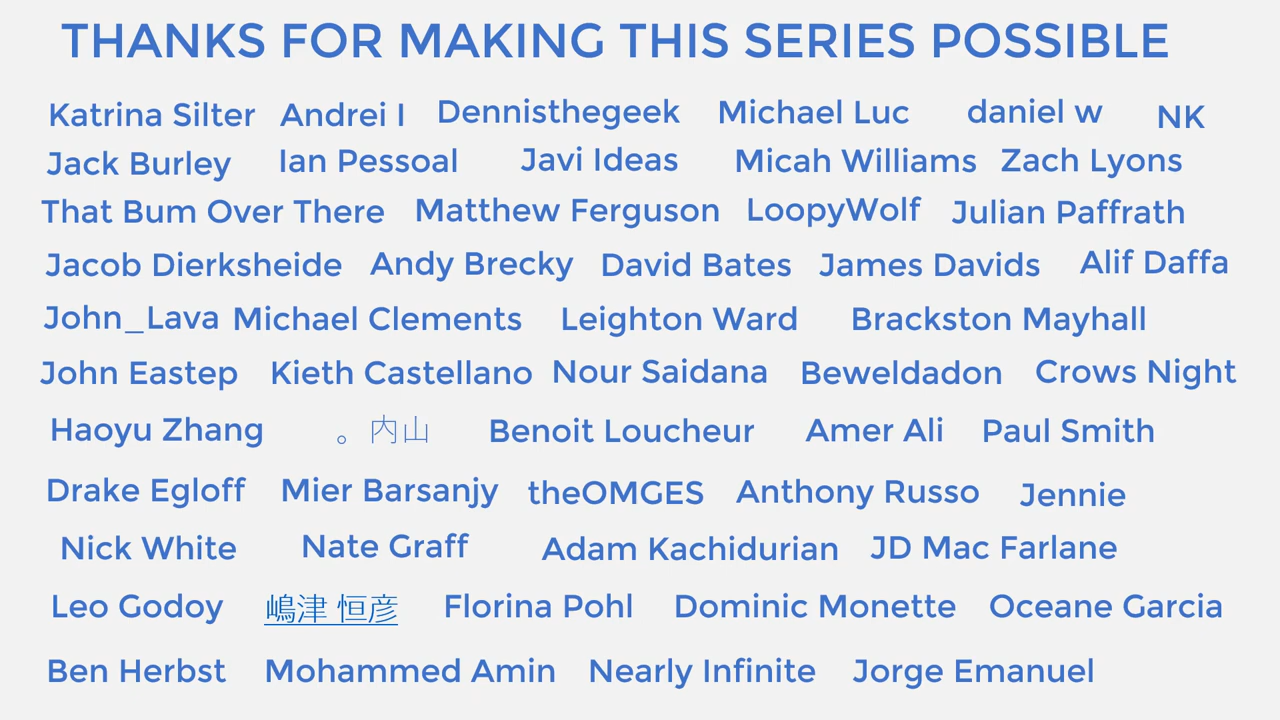 THANKS FOR MAKING THIS SERIES POSSIBLE
Katrina Silter Andrei I Dennisthegeek Michael Luc daniel w NK
Jack Burley Ian Pessoal Javi Ideas Micah Williams Zach Lyons
That Bum Over There Matthew Ferguson LoopyWolf Julian Paffrath
Jacob Dierksheide Andy Brecky David Bates James Davids Alif Daffa
John_Lava Michael Clements Leighton Ward Brackston Mayhall
John Eastep Kieth Castellano Nour Saidana Beweldadon Crows Night
Haoyu Zhang 。内山 Benoit Loucheur Amer Ali Paul Smith
Drake Egloff Mier Barsanjy theOMGES Anthony Russo Jennie
Nick White Nate Graff Adam Kachidurian JD Mac Farlane
Leo Godoy 嶋津 恒彦 Florina Pohl Dominic Monette Oceane Garcia
Ben Herbst Mohammed Amin Nearly Infinite Jorge Emanuel